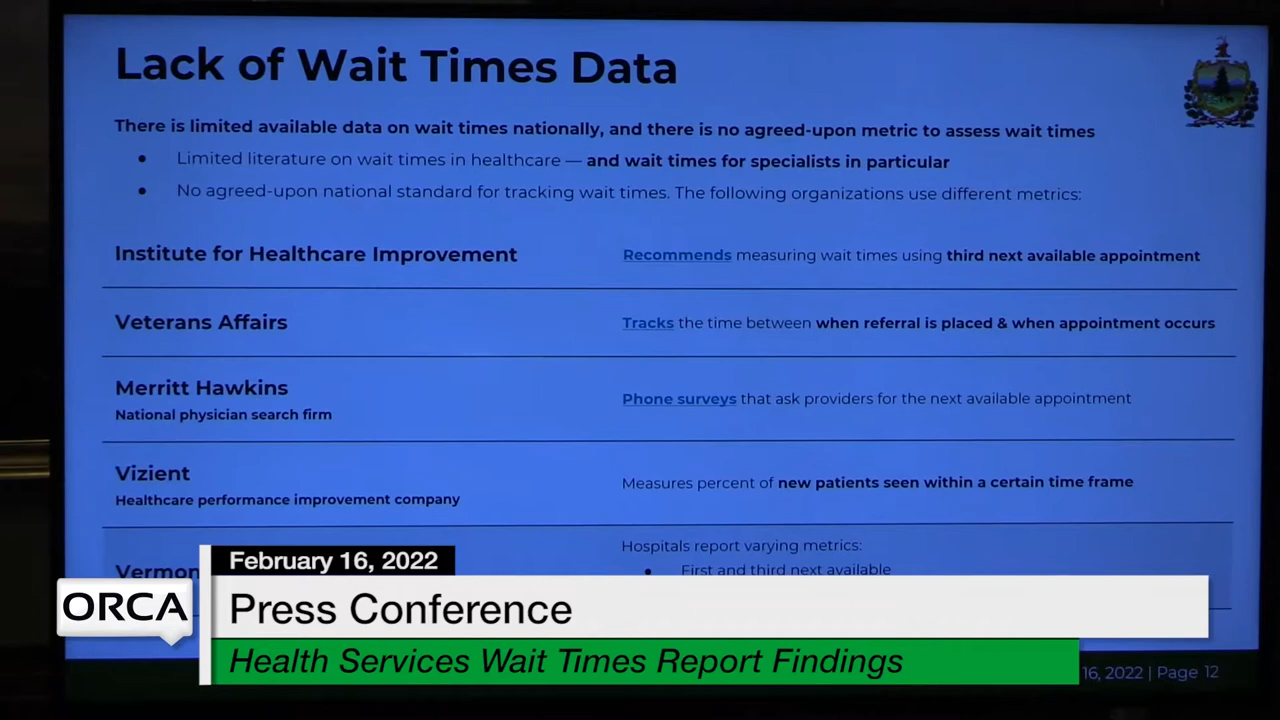 Lack of Wait Times Data
There is limited available data on wait times nationally, and there is no agreed-upon metric to assess wait times
• Limited literature on wait times in healthcare — and wait times for specialists in particular
• No agreed-upon national standard for tracking wait times. The following organizations use different metrics:
Institute for Healthcare Improvement
Recommends measuring wait times using third next available appointment
Veterans Affairs
Tracks the time between when referral is placed & when appointment occurs
Merritt Hawkins
National physician search firm
Phone surveys that ask providers for the next available appointment
Vizient
Healthcare performance improvement company
Measures percent of new patients seen within a certain time frame
Hospitals report varying metrics:
• First and third next available
February 16, 2022
ORCA
Press Conference
Health Services Wait Times Report Findings
16, 2022 | Page 12